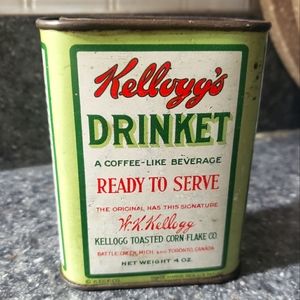 Kellogg's
DRINKET
A COFFEE-LIKE BEVERAGE
READY TO SERVE
THE ORIGINAL HAS THIS SIGNATURE
W.K.Kellogg
KELLOGG TOASTED CORN FLAKE CO.
BATTLE CREEK, MICH. AND TORONTO, CANADA
NET WEIGHT 4 OZ.